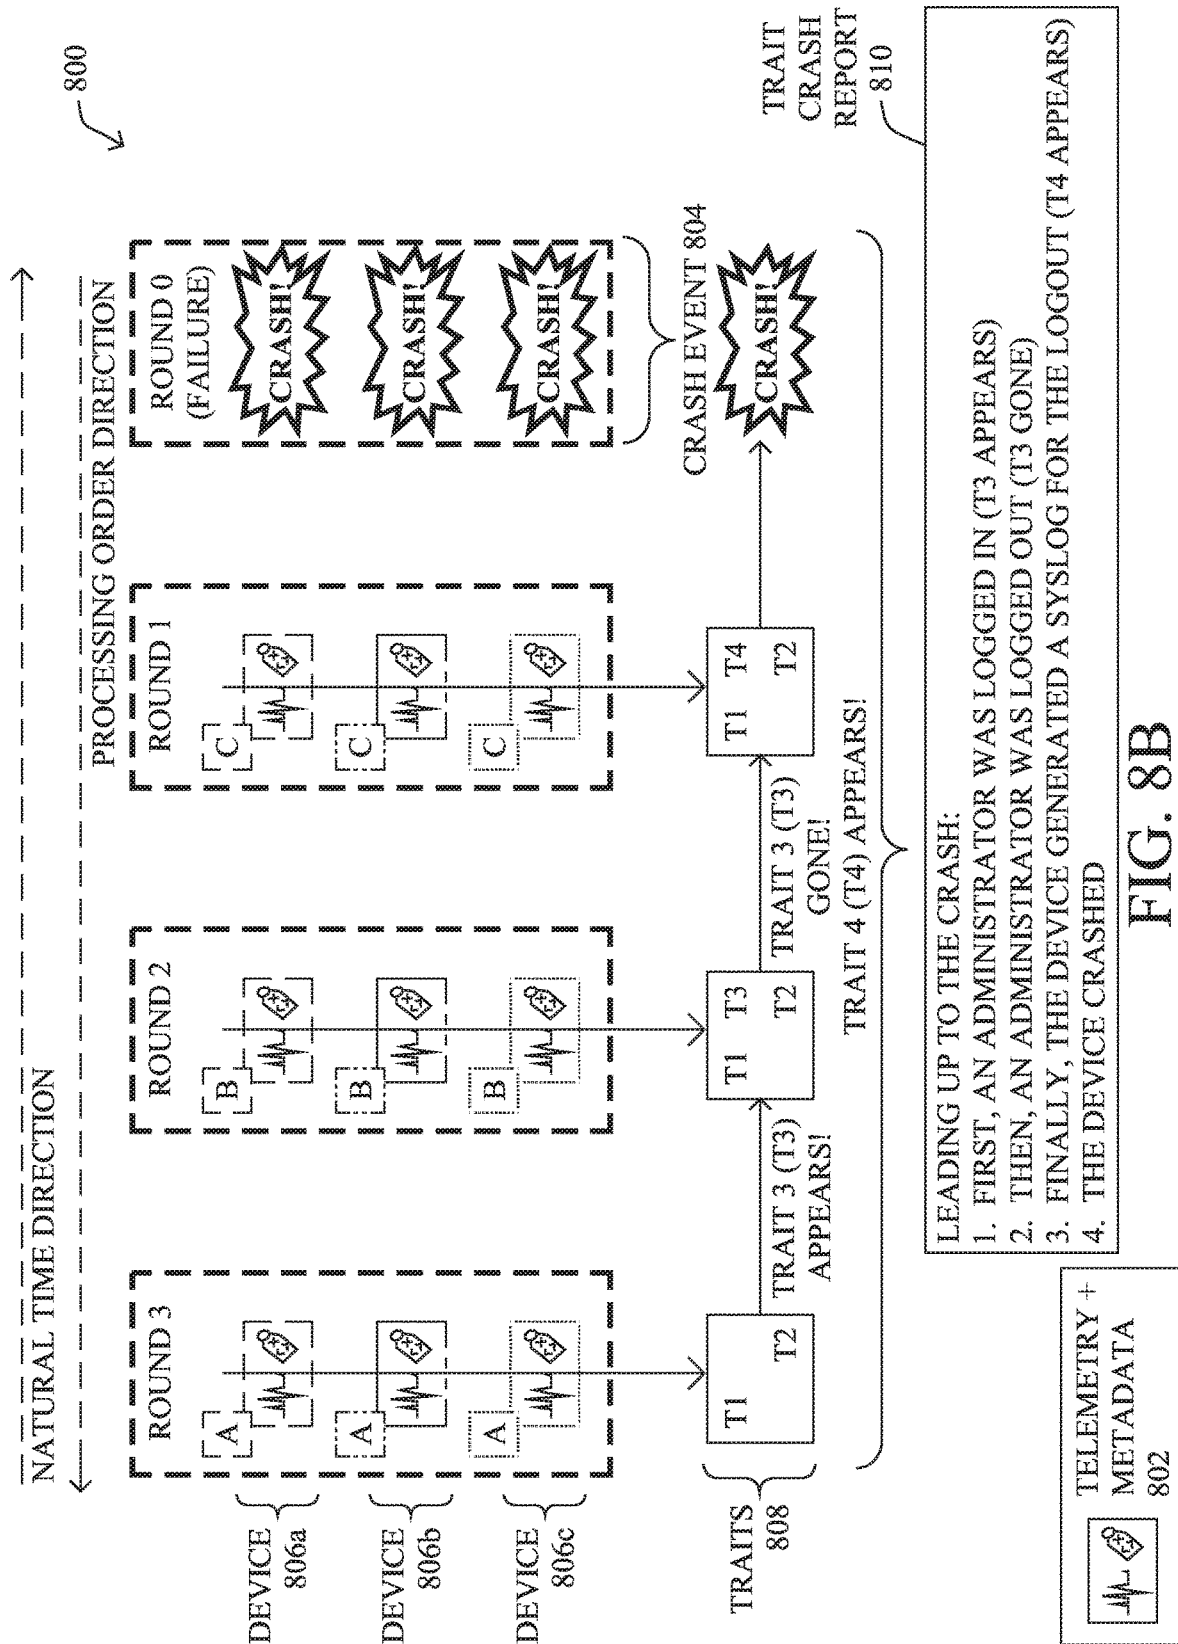 800
NATURAL TIME DIRECTION
PROCESSING ORDER DIRECTION
ROUND 3
ROUND 2
ROUND 1
ROUND 0
(FAILURE)
DEVICE
806a
A
B
C
CRASH!
DEVICE
806b
A
B
C
CRASH!
DEVICE
806c
A
B
C
CRASH!
CRASH EVENT 804
TRAITS
808
T1
T2
TRAIT 3 (T3)
APPEARS!
T1
T3
T2
TRAIT 3 (T3)
GONE!
TRAIT 4 (T4) APPEARS!
T1
T4
T2
CRASH!
TRAIT
CRASH
REPORT
810
LEADING UP TO THE CRASH:
1. FIRST, AN ADMINISTRATOR WAS LOGGED IN (T3 APPEARS)
2. THEN, AN ADMINISTRATOR WAS LOGGED OUT (T3 GONE)
3. FINALLY, THE DEVICE GENERATED A SYSLOG FOR THE LOGOUT (T4 APPEARS)
4. THE DEVICE CRASHED
TELEMETRY +
METADATA
802
FIG. 8B